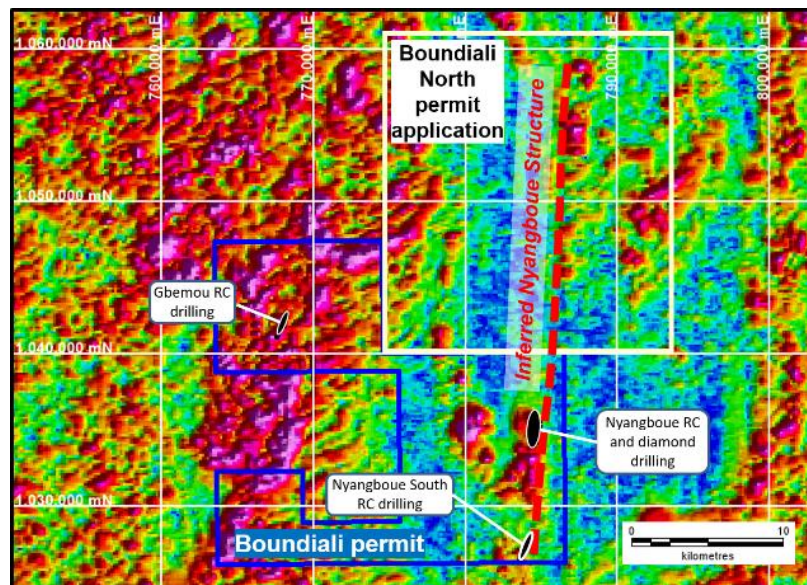 760,000 mE
770,000 mE
790,000 mE
800,000 mE
1,060,000 mN
1,050,000 mN
1,040,000 mN
1,030,000 mN
Boundiali
North
permit
application
Inferred Nyangboue Structure
Gbemou RC
drilling
Nyangboue RC
and diamond
drilling
Nyangboue South
RC drilling
Boundiali permit
0
10
kilometres